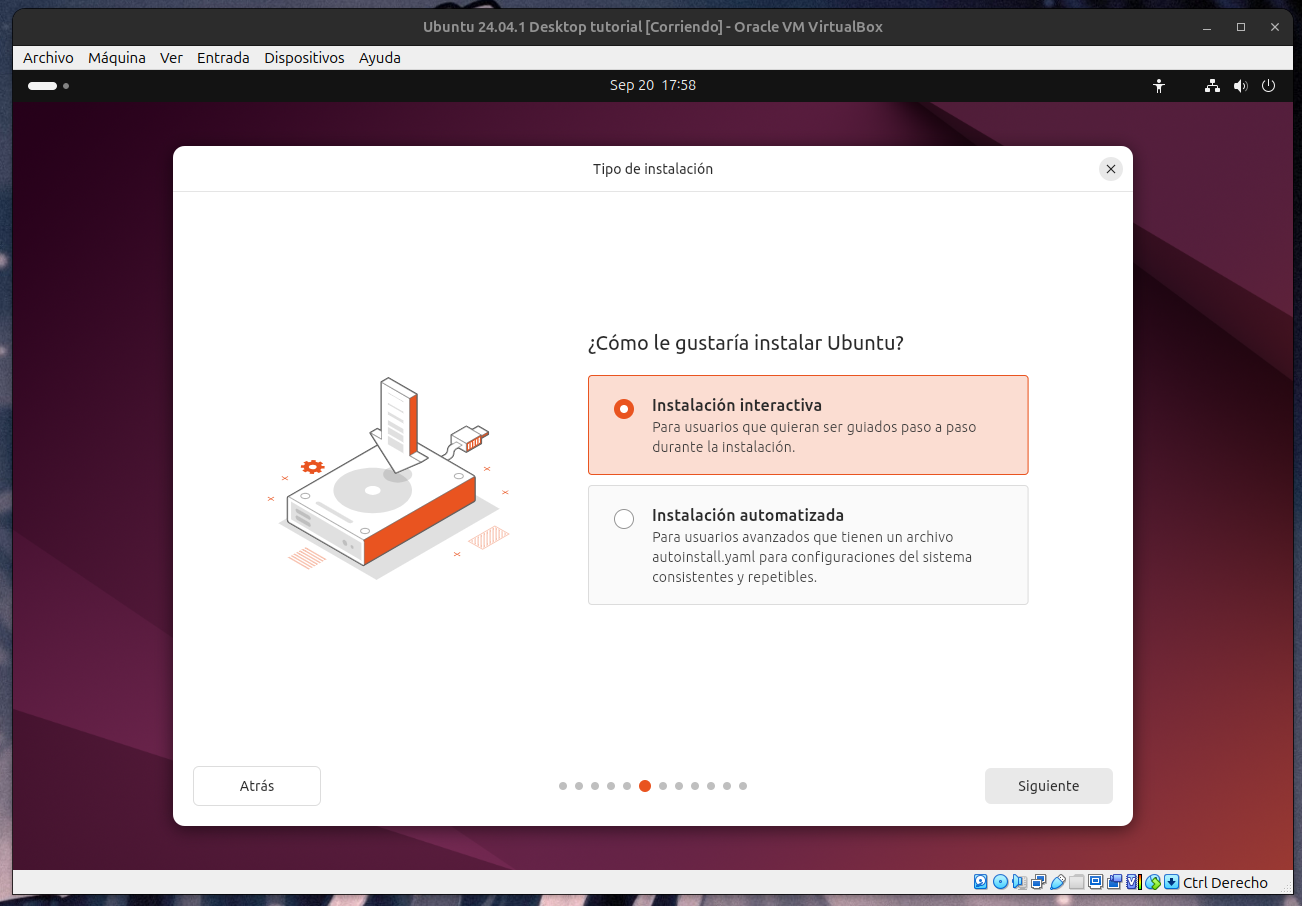 Ubuntu 24.04.1 Desktop tutorial [Corriendo] - Oracle VM VirtualBox
Archivo Máquina Ver Entrada Dispositivos Ayuda
Sep 20 17:58
Tipo de instalación
¿Cómo le gustaría instalar Ubuntu?
Instalación interactiva
Para usuarios que quieran ser guiados paso a paso
durante la instalación.
Instalación automatizada
Para usuarios avanzados que tienen un archivo
autoinstall.yaml para configuraciones del sistema
consistentes y repetibles.
Atrás
Siguiente
Ctrl Derecho